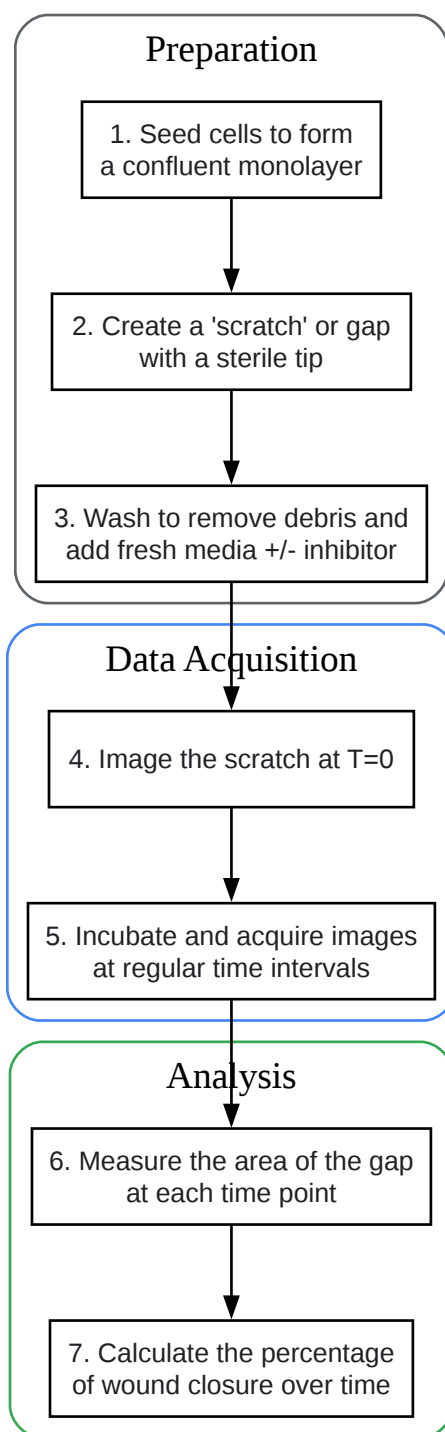 Preparation
1. Seed cells to form
a confluent monolayer
2. Create a 'scratch' or gap
with a sterile tip
3. Wash to remove debris and
add fresh media +/- inhibitor
Data Acquisition
4. Image the scratch at T=0
5. Incubate and acquire images
at regular time intervals
Analysis
6. Measure the area of the gap
at each time point
7. Calculate the percentage
of wound closure over time